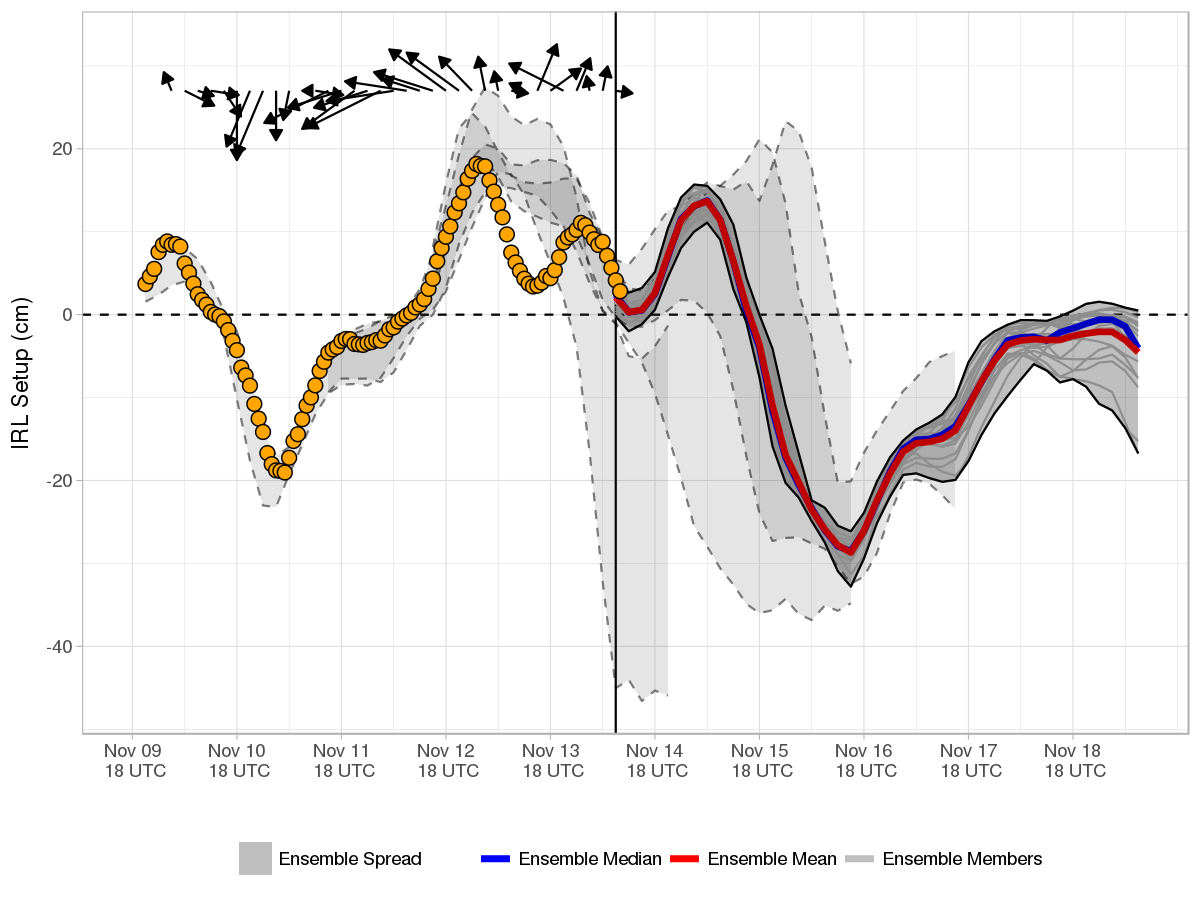 IRL Setup (cm)
20
0
-20
-40
Nov 09 Nov 10 Nov 11 Nov 12 Nov 13 Nov 14 Nov 15 Nov 16 Nov 17 Nov 18
18 UTC 18 UTC 18 UTC 18 UTC 18 UTC 18 UTC 18 UTC 18 UTC 18 UTC 18 UTC
Ensemble Spread Ensemble Median Ensemble Mean Ensemble Members